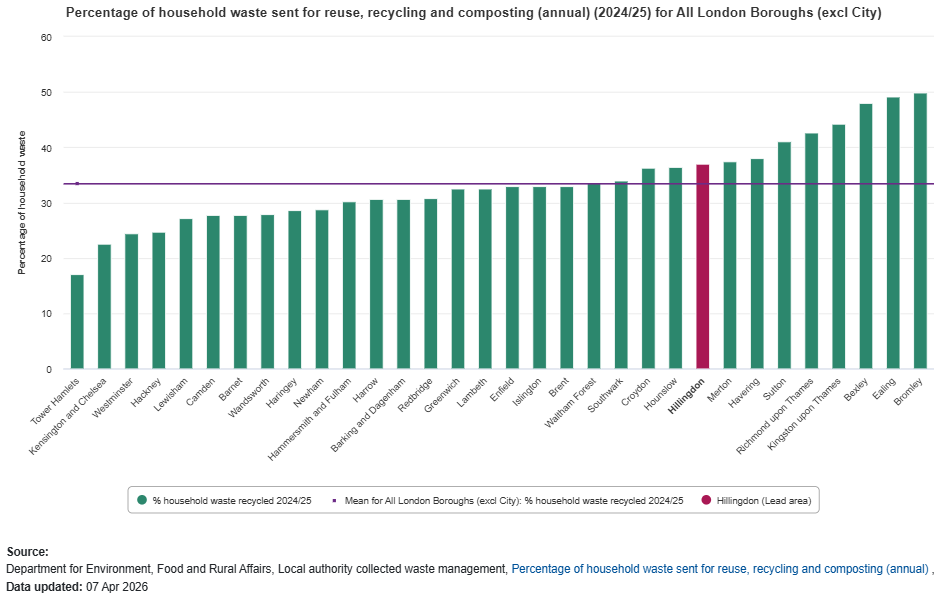 Percentage of household waste sent for reuse, recycling and composting (annual) (2024/25) for All London Boroughs (excl City)
Percentage of household waste
60
50
40
30
20
10
0
Tower Hamlets
Kensington and Chelsea
Westminster
Hackney
Lewisham
Camden
Barnet
Wandsworth
Haringey
Newham
Hammersmith and Fulham
Harrow
Barking and Dagenham
Redbridge
Greenwich
Lambeth
Enfield
Islington
Brent
Waltham Forest
Southwark
Croydon
Hounslow
Hillingdon
Merton
Havering
Sutton
Richmond upon Thames
Kingston upon Thames
Bexley
Ealing
Bromley
% household waste recycled 2024/25
Mean for All London Boroughs (excl City): % household waste recycled 2024/25
Hillingdon (Lead area)
Source:
Department for Environment, Food and Rural Affairs, Local authority collected waste management, Percentage of household waste sent for reuse, recycling and composting (annual) ,
Data updated: 07 Apr 2026